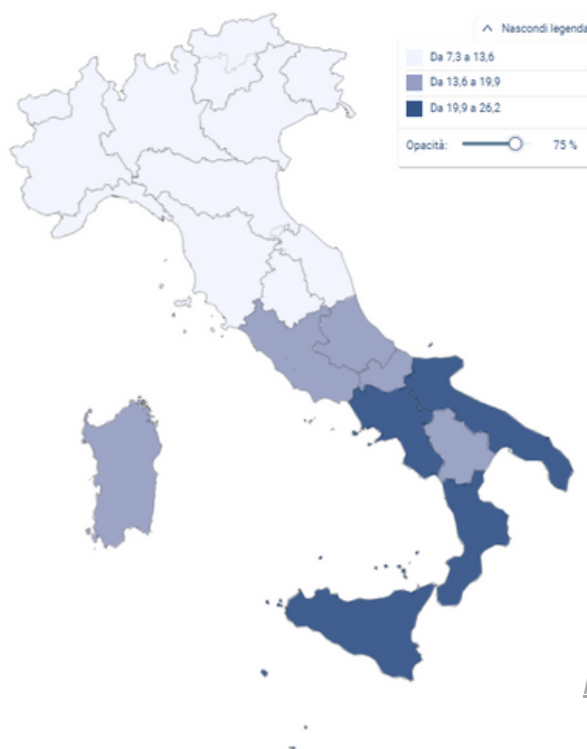 Nascondi legenda
Da 7,3 a 13,6
Da 13,6 a 19,9
Da 19,9 a 26,2
Opacità: 75 %